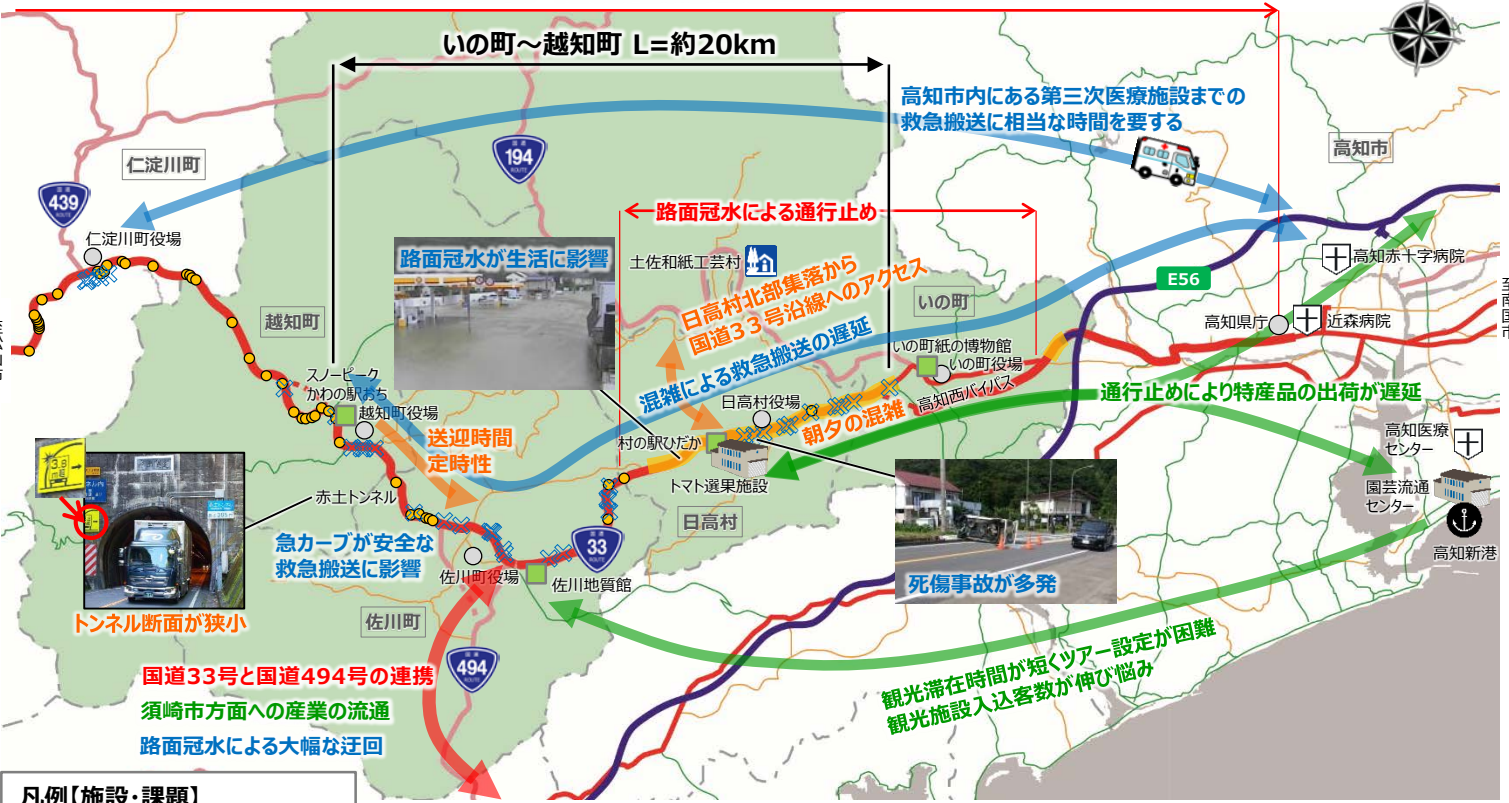 いの町～越知町 L=約20km
高知市内にある第三次医療施設までの
救急搬送に相当な時間を要する
高知市
仁淀川町
国道
194
ROUTE
国道
439
ROUTE
仁淀川町役場
路面冠水による通行止め
路面冠水が生活に影響
土佐和紙工芸村
日高村北部集落から
国道33号沿線へのアクセス
高知赤十字病院
E56
いの町
越知町
高知県庁
近森病院
混雑による救急搬送の遅延
いの町紙の博物館
いの町役場
高知西バイパス
スノーピーク
かわの駅おち
越知町役場
通行止めにより特産品の出荷が遅延
日高村役場
朝夕の混雑
村の駅ひだか
送迎時間
定時性
高知医療
センター
3.8
トマト選果施設
園芸流通
センター
赤土トンネル
日高村
高知新港
国道
33
ROUTE
急カーブが安全な
救急搬送に影響
佐川町役場
佐川地質館
死傷事故が多発
トンネル断面が狭小
佐川町
国道
494
ROUTE
国道33号と国道494号の連携
須崎市方面への産業の流通
路面冠水による大幅な迂回
観光滞在時間が短くツアー設定が困難
観光施設入込客数が伸び悩み
凡例【施設・課題】